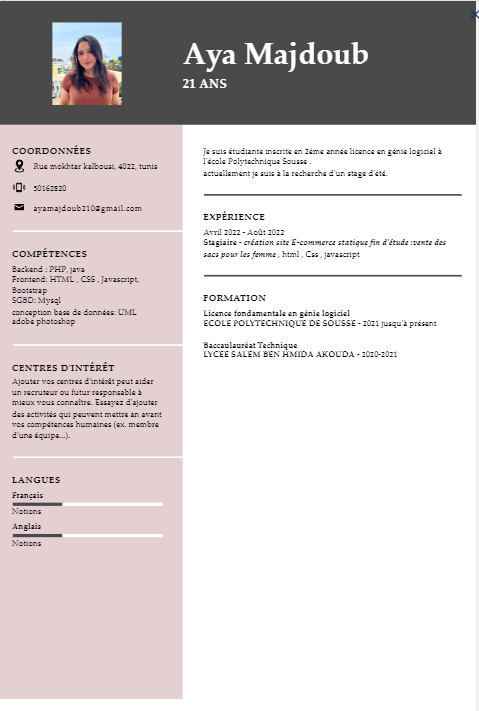 Aya Majdoub
21 ANS
COORDONNÉES
Rue mokhtar kalbousi, 4022, tunis
50162820
ayamajdoub210@gmail.com
COMPÉTENCES
Backend : PHP, java
Frontend: HTML , CSS , Javascript,
Bootstrap
SGBD: Mysql
conception base de données: UML
adobe photoshop
CENTRES D'INTÉRÊT
Ajouter vos centres d'intérêt peut aider
un recruteur ou futur responsable à
mieux vous connaître. Essayez d'ajouter
des activités qui peuvent mettre an avant
vos compétences humaines (ex. membre
d'une équipe...).
LANGUES
Français
Notions
Anglais
Notions
Je suis étudiante inscrite en 2éme année licence en génie logiciel à
l'école Polytechnique Sousse .
actuellement je suis à la recherche d'un stage d'été.
EXPÉRIENCE
Avril 2022 - Août 2022
Stagiaire - création site E-commerce statique fin d'étude :vente des
sacs pour les femme , html , Css , javascript
FORMATION
Licence fondamentale en génie logiciel
ECOLE POLYTECHNIQUE DE SOUSSE - 2021 jusqu'à présent
Baccaulauréat Technique
LYCEE SALEM BEN HMIDA AKOUDA - 2020-2021